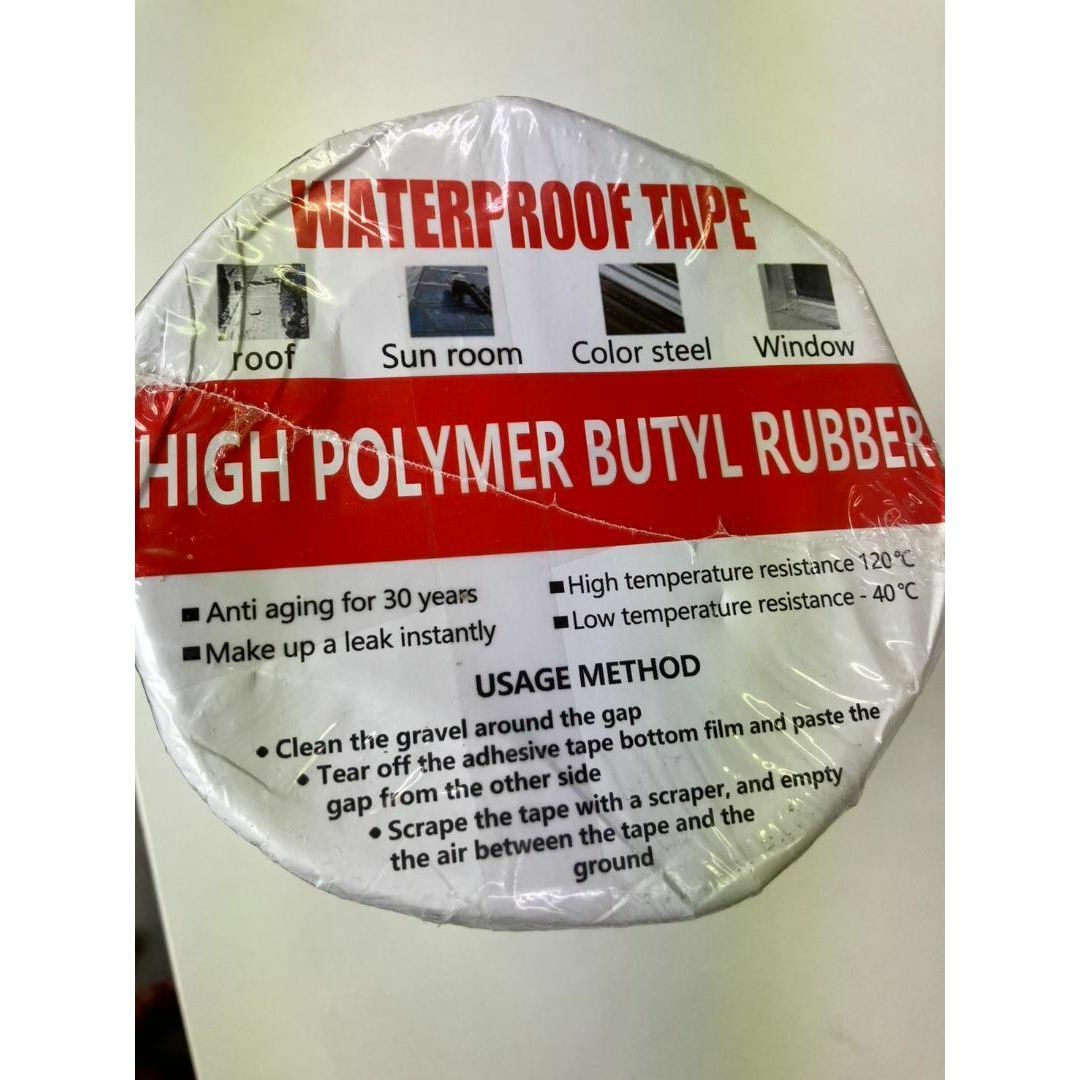 WATERPROOF TAPE
roof Sun room Color steel Window
HIGH POLYMER BUTYL RUBBER
■ Anti aging for 30 years
■ Make up a leak instantly
■ High temperature resistance 120℃
■ Low temperature resistance - 40℃
USAGE METHOD
• Clean the gravel around the gap
• Tear off the adhesive tape bottom film and paste the
gap from the other side
• Scrape the tape with a scraper, and empty
the air between the tape and the
ground